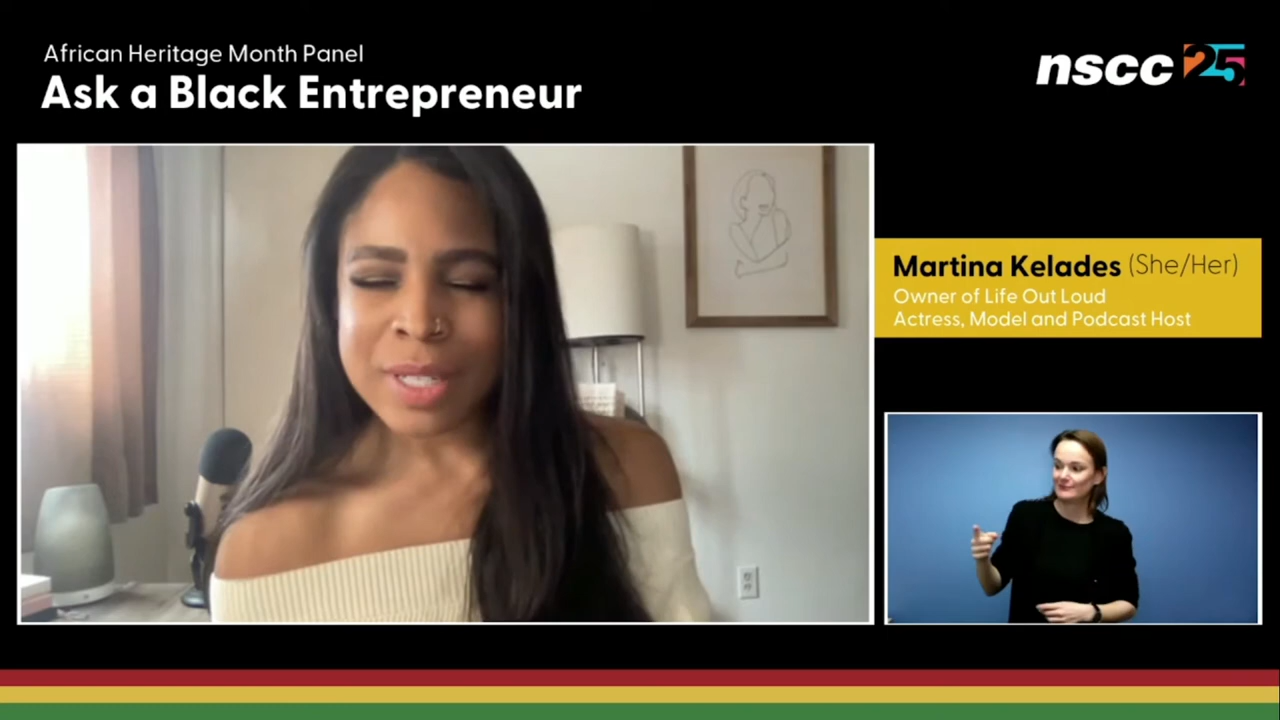 African Heritage Month Panel
Ask a Black Entrepreneur
nscc 25
Martina Kelades (She/Her)
Owner of Life Out Loud
Actress, Model and Podcast Host